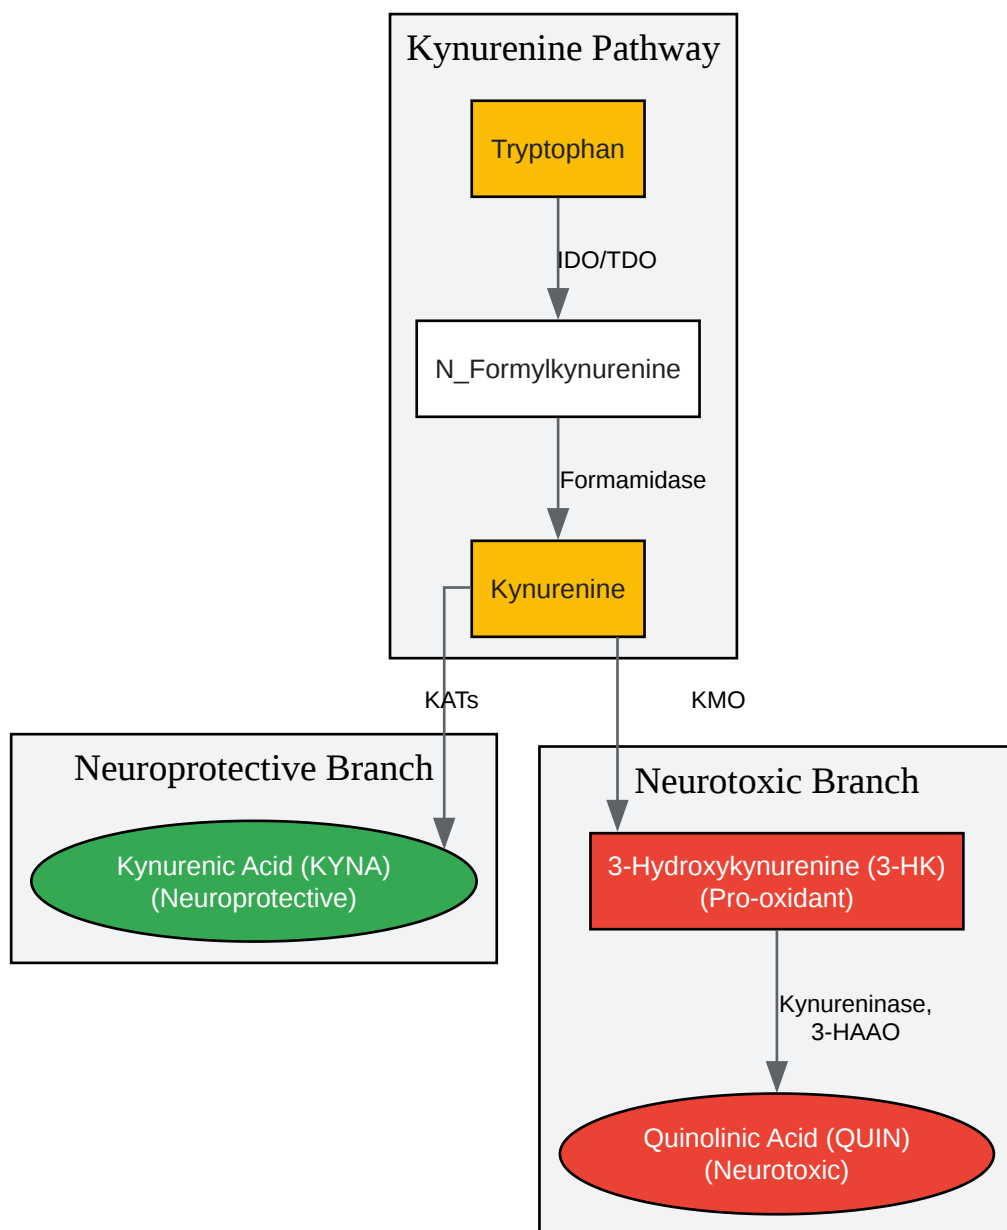 Kynurenine Pathway
Tryptophan
IDO/TDO
N_Formylkynurenine
Formamidase
Kynurenine
KATs
KMO
Neuroprotective Branch
Kynurenic Acid (KYNA)
(Neuroprotective)
Neurotoxic Branch
3-Hydroxykynurenine (3-HK)
(Pro-oxidant)
Kynureninase,
3-HAAO
Quinolinic Acid (QUIN)
(Neurotoxic)